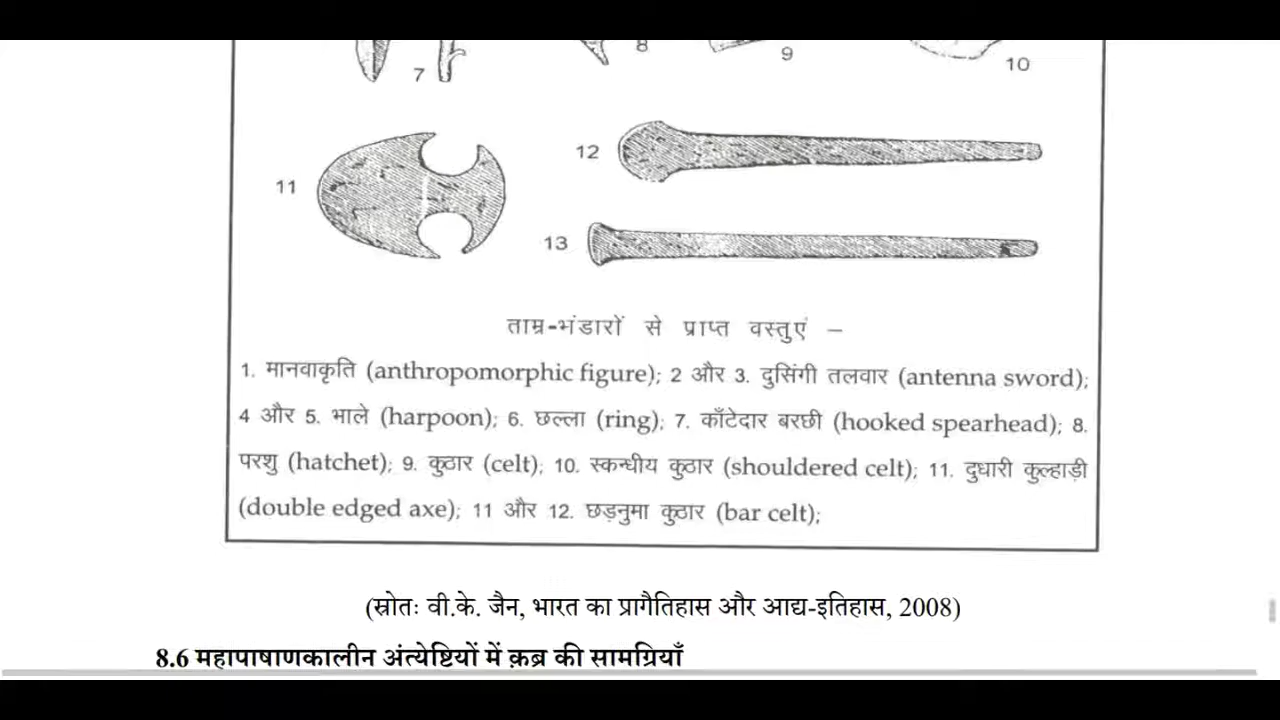 7
8
9
10
11
12
13
ताम्र-भंडारों से प्राप्त वस्तुएं –
1. मानवाकृति (anthropomorphic figure); 2 और 3. दुसिंगी तलवार (antenna sword);
4 और 5. भाले (harpoon); 6. छल्ला (ring); 7. काँटेदार बरछी (hooked spearhead); 8.
परशु (hatchet); 9. कुठार (celt); 10. स्कन्धीय कुठार (shouldered celt); 11. दुधारी कुल्हाड़ी
(double edged axe); 11 और 12. छड़नुमा कुठार (bar celt);
(स्रोतः वी.के. जैन, भारत का प्रागैतिहास और आद्य-इतिहास, 2008)
8.6 महापाषाणकालीन अंत्येष्टियों में क़ब्र की सामग्रियाँ